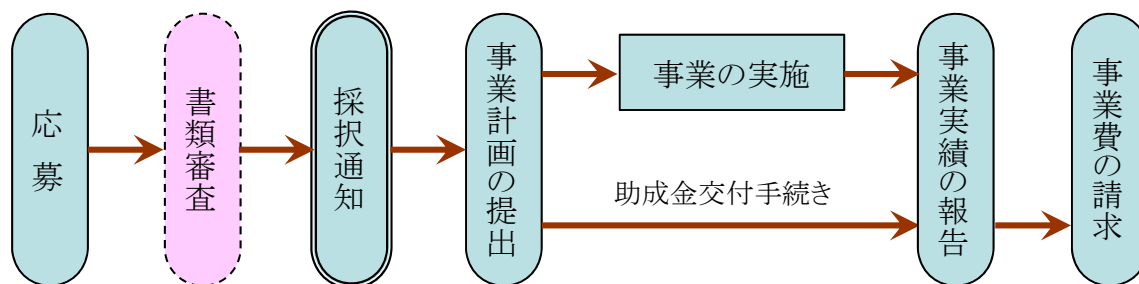 応募
書類審査
採択通知
事業計画の提出
事業の実施
助成金交付手続き
事業実績の報告
事業費の請求